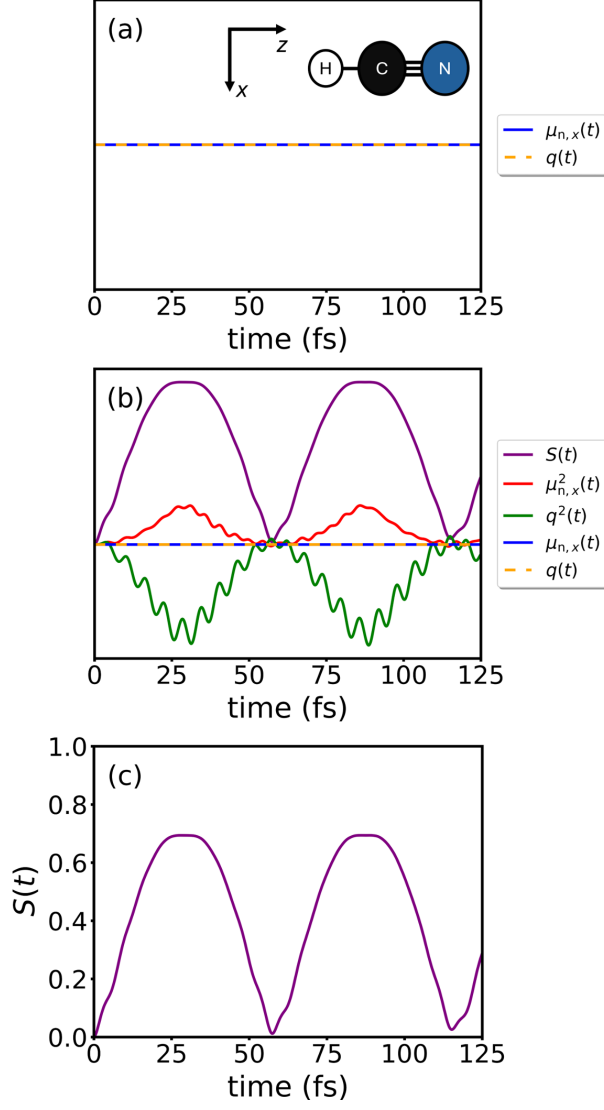 (a)
z
x
H C N
μn,x(t)
q(t)
0 25 50 75 100 125
time (fs)
(b)
S(t)
μ²n,x(t)
q²(t)
μn,x(t)
q(t)
0 25 50 75 100 125
time (fs)
(c)
1.0
0.8
0.6
0.4
0.2
0.0
S(t)
0 25 50 75 100 125
time (fs)